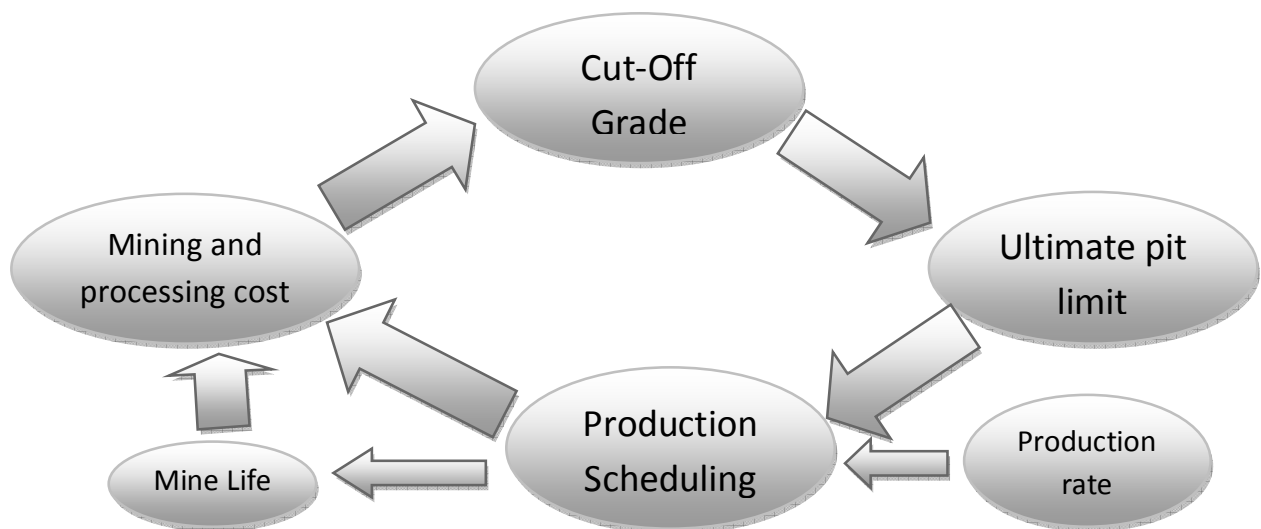 Cut-Off
Grade
Mining and
processing cost
Ultimate pit
limit
Production
Scheduling
Production
rate
Mine Life